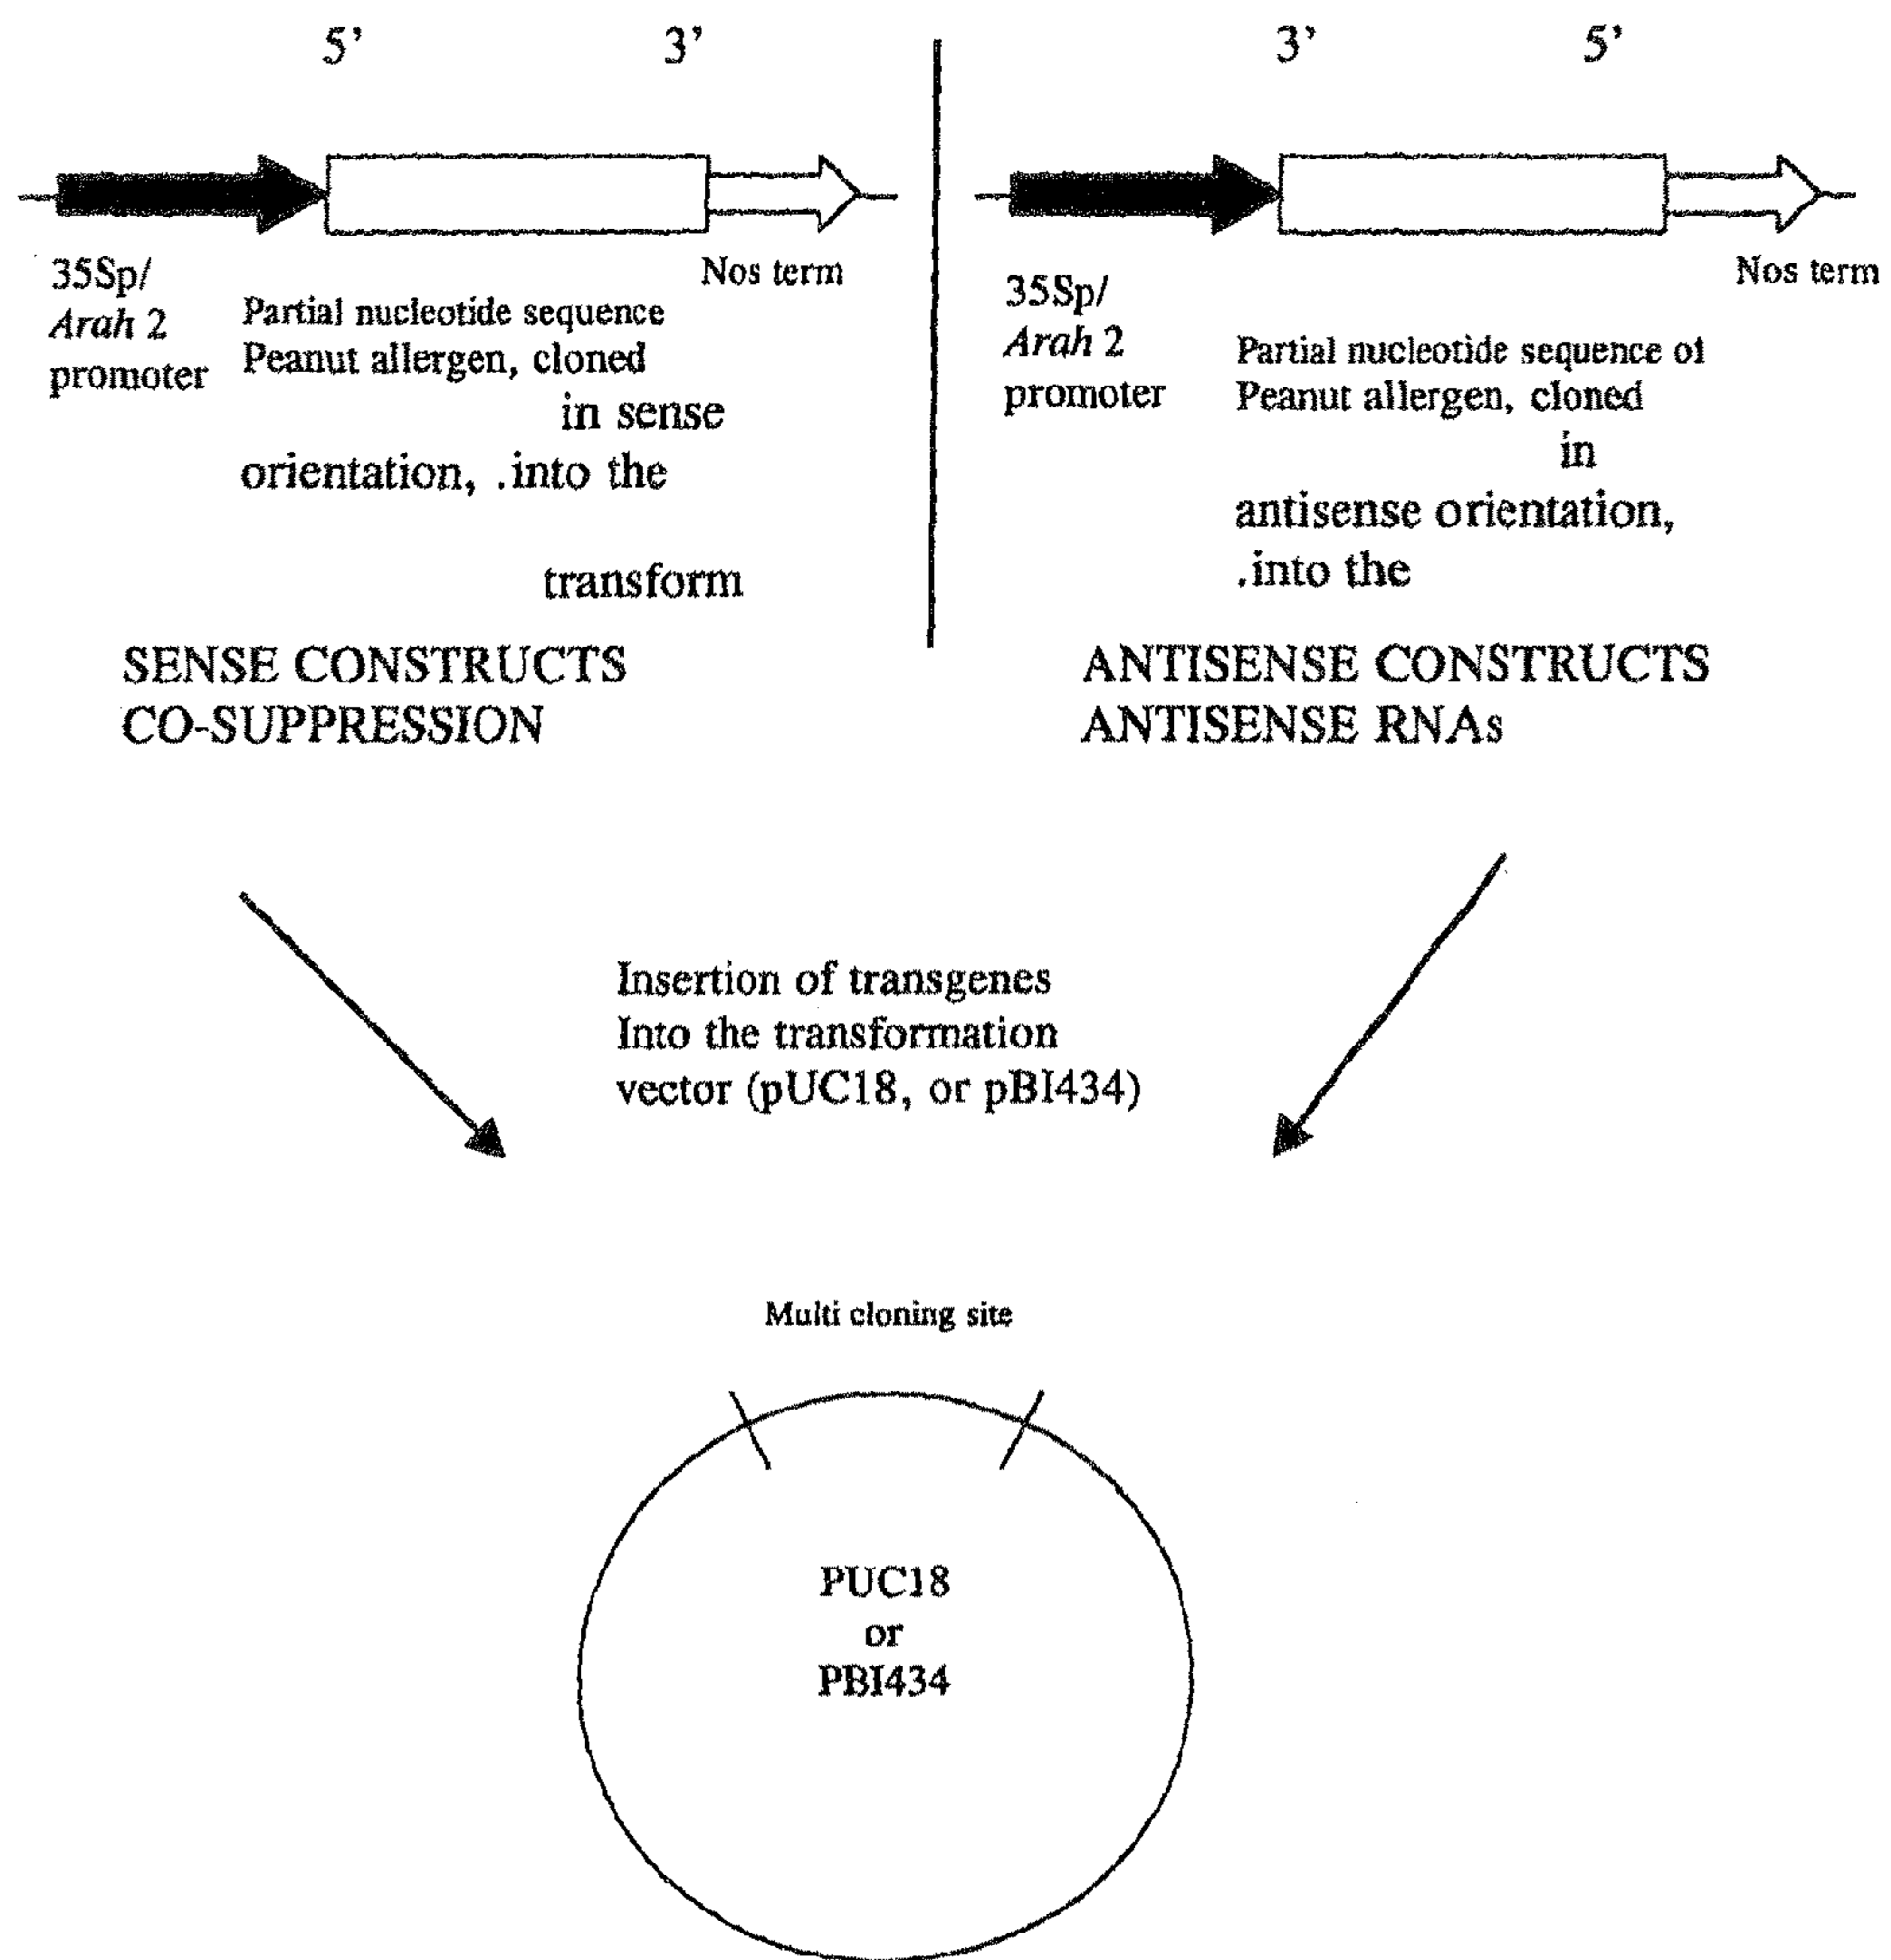 5’ 3’
35Sp/
Arah 2
promoter
Nos term
Partial nucleotide sequence
Peanut allergen, cloned
in sense
orientation, .into the
transform
SENSE CONSTRUCTS
CO-SUPPRESSION
3’ 5’
35Sp/
Arah 2
promoter
Nos term
Partial nucleotide sequence of
Peanut allergen, cloned
in
antisense orientation,
.into the
ANTISENSE CONSTRUCTS
ANTISENSE RNAs
Insertion of transgenes
Into the transformation
vector (pUC18, or pBI434)
Multi cloning site
PUC18
or
PBI434